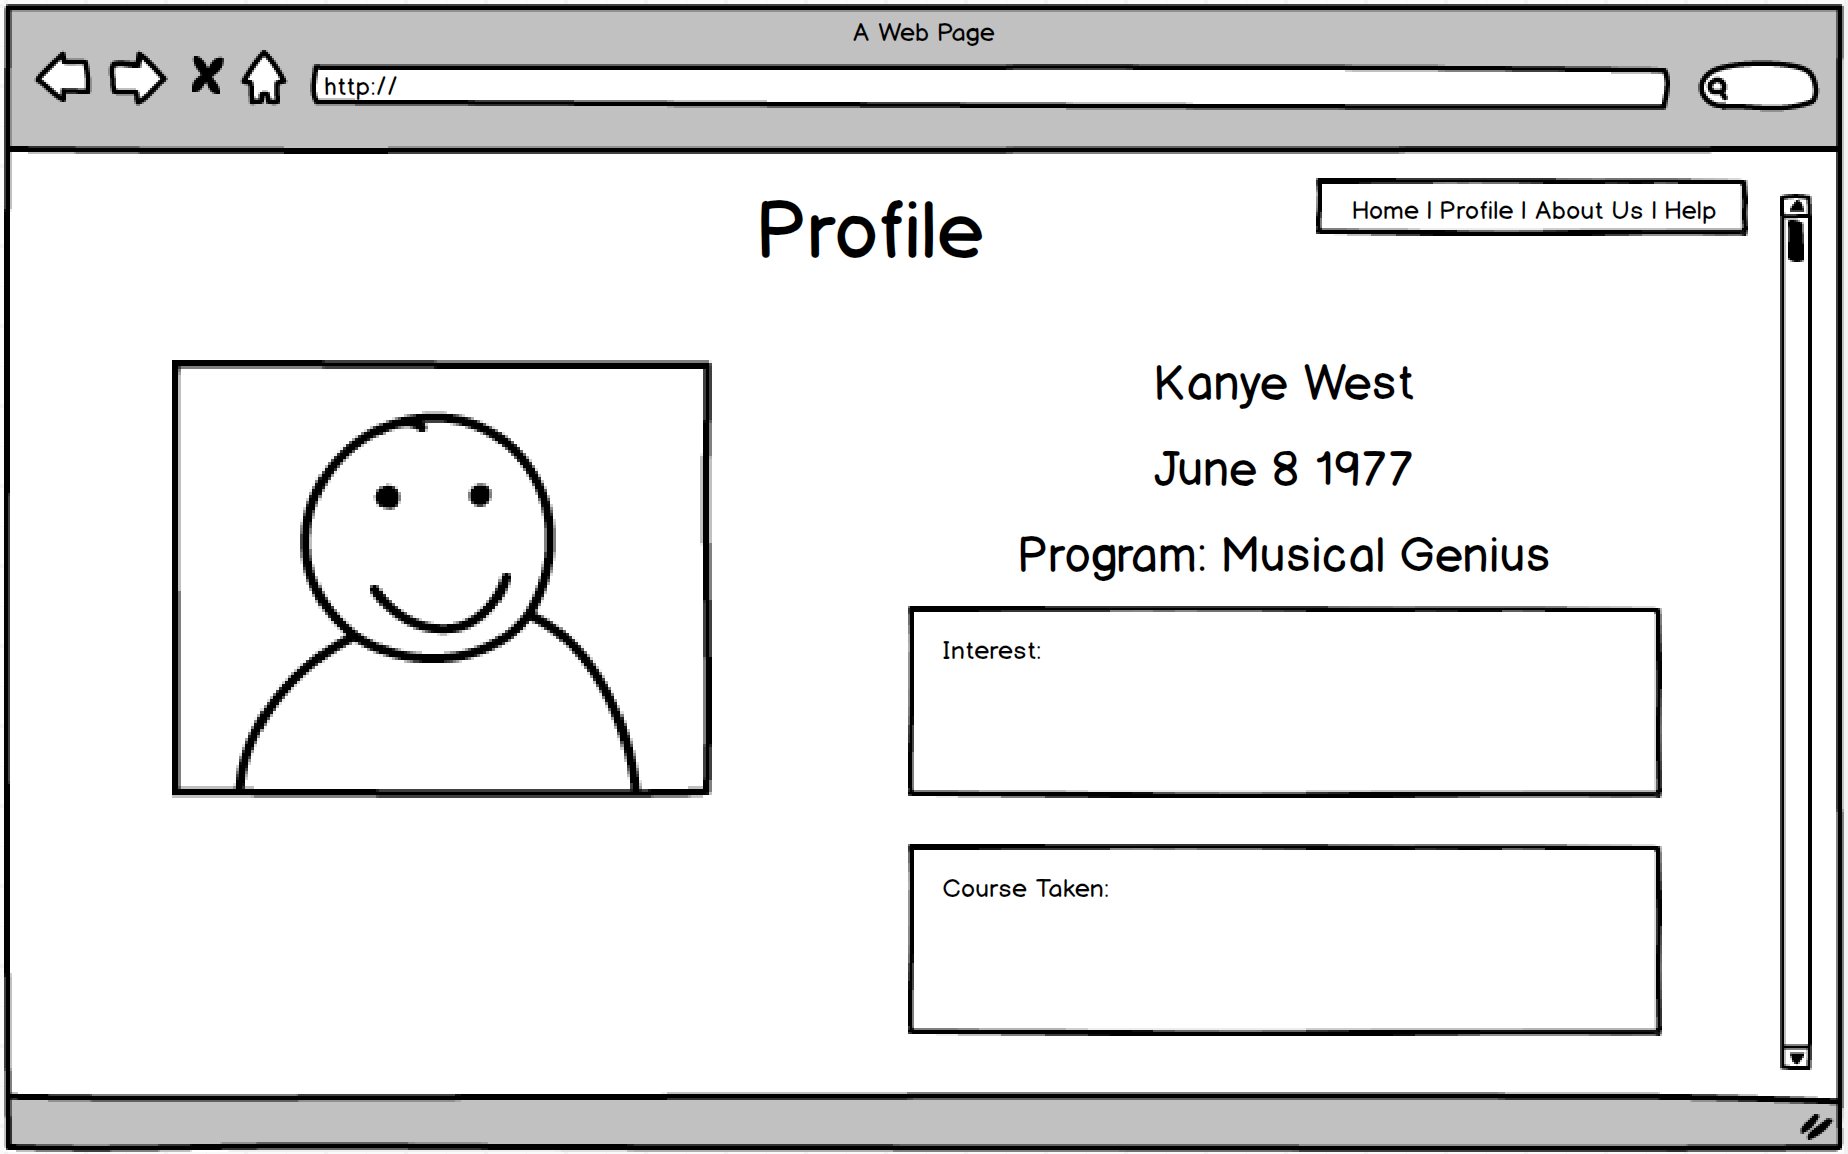 A Web Page
http://
Home | Profile | About Us | Help
Profile
Kanye West
June 8 1977
Program: Musical Genius
Interest:
Course Taken: